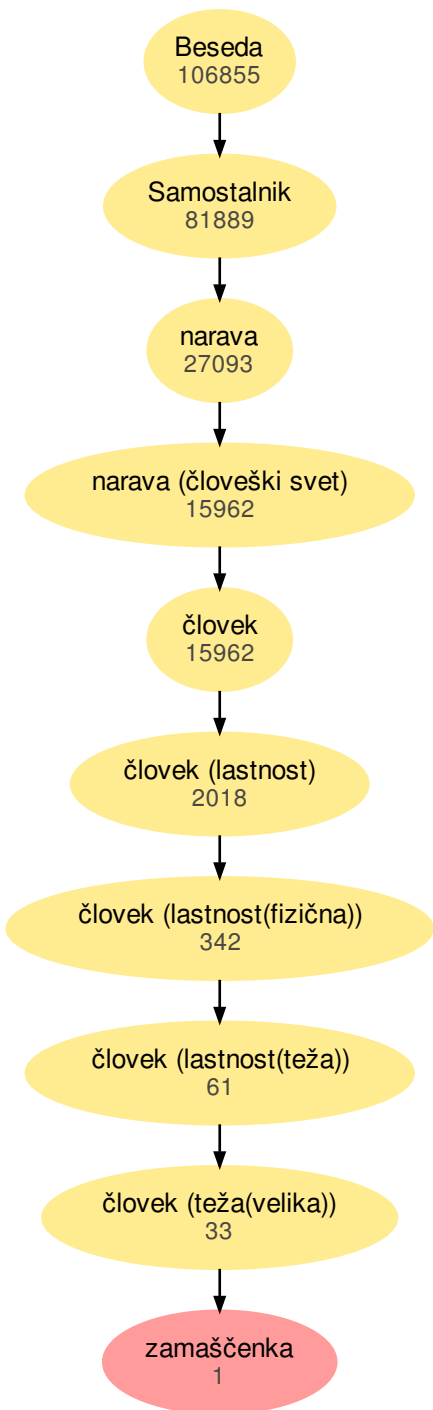 Beseda
106855
Samostalnik
81889
narava
27093
narava (človeški svet)
15962
človek
15962
človek (lastnost)
2018
človek (lastnost(fizična))
342
človek (lastnost(teža))
61
človek (teža(velika))
33
zamaščenka
1